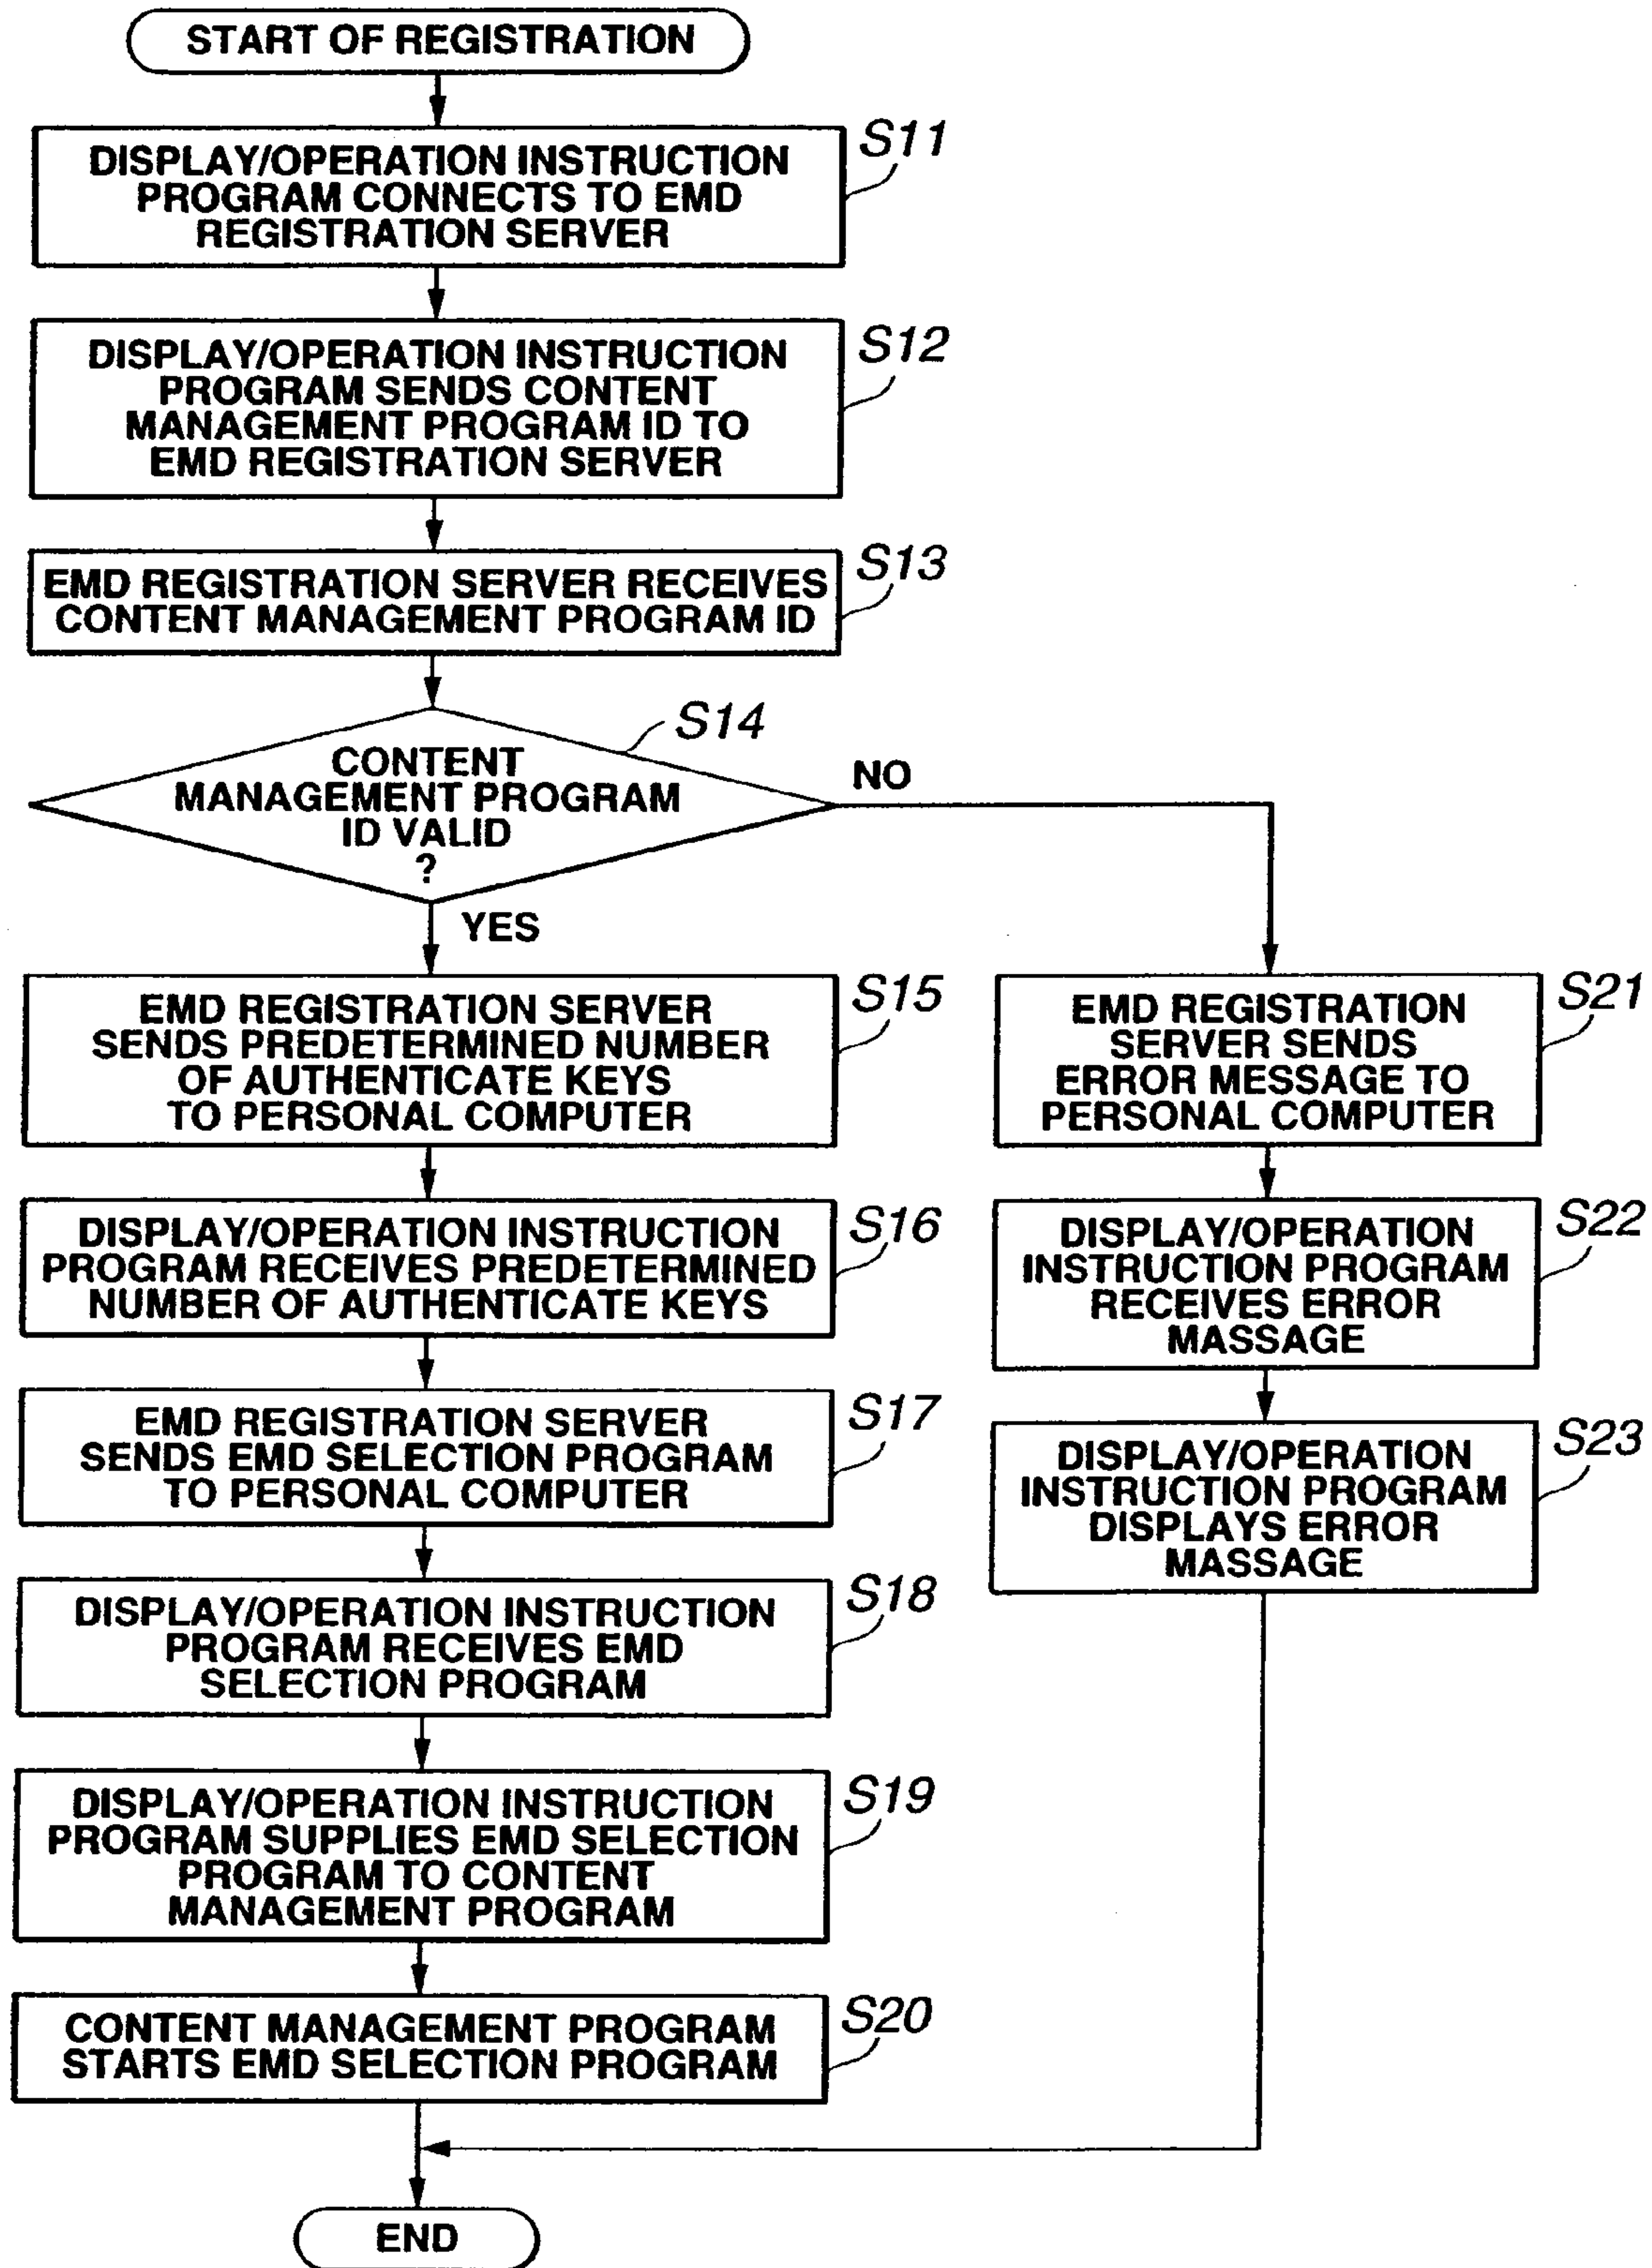 START OF REGISTRATION
S11
DISPLAY/OPERATION INSTRUCTION
PROGRAM CONNECTS TO EMD
REGISTRATION SERVER
S12
DISPLAY/OPERATION INSTRUCTION
PROGRAM SENDS CONTENT
MANAGEMENT PROGRAM ID TO
EMD REGISTRATION SERVER
S13
EMD REGISTRATION SERVER RECEIVES
CONTENT MANAGEMENT PROGRAM ID
S14
CONTENT
MANAGEMENT PROGRAM
ID VALID
?
NO
YES
S15
EMD REGISTRATION SERVER
SENDS PREDETERMINED NUMBER
OF AUTHENTICATE KEYS
TO PERSONAL COMPUTER
S16
DISPLAY/OPERATION INSTRUCTION
PROGRAM RECEIVES PREDETERMINED
NUMBER OF AUTHENTICATE KEYS
S17
EMD REGISTRATION SERVER
SENDS EMD SELECTION PROGRAM
TO PERSONAL COMPUTER
S18
DISPLAY/OPERATION INSTRUCTION
PROGRAM RECEIVES EMD
SELECTION PROGRAM
S19
DISPLAY/OPERATION INSTRUCTION
PROGRAM SUPPLIES EMD SELECTION
PROGRAM TO CONTENT
MANAGEMENT PROGRAM
S20
CONTENT MANAGEMENT PROGRAM
STARTS EMD SELECTION PROGRAM
S21
EMD REGISTRATION
SERVER SENDS
ERROR MESSAGE TO
PERSONAL COMPUTER
S22
DISPLAY/OPERATION
INSTRUCTION PROGRAM
RECEIVES ERROR
MASSAGE
S23
DISPLAY/OPERATION
INSTRUCTION PROGRAM
DISPLAYS ERROR
MASSAGE
END